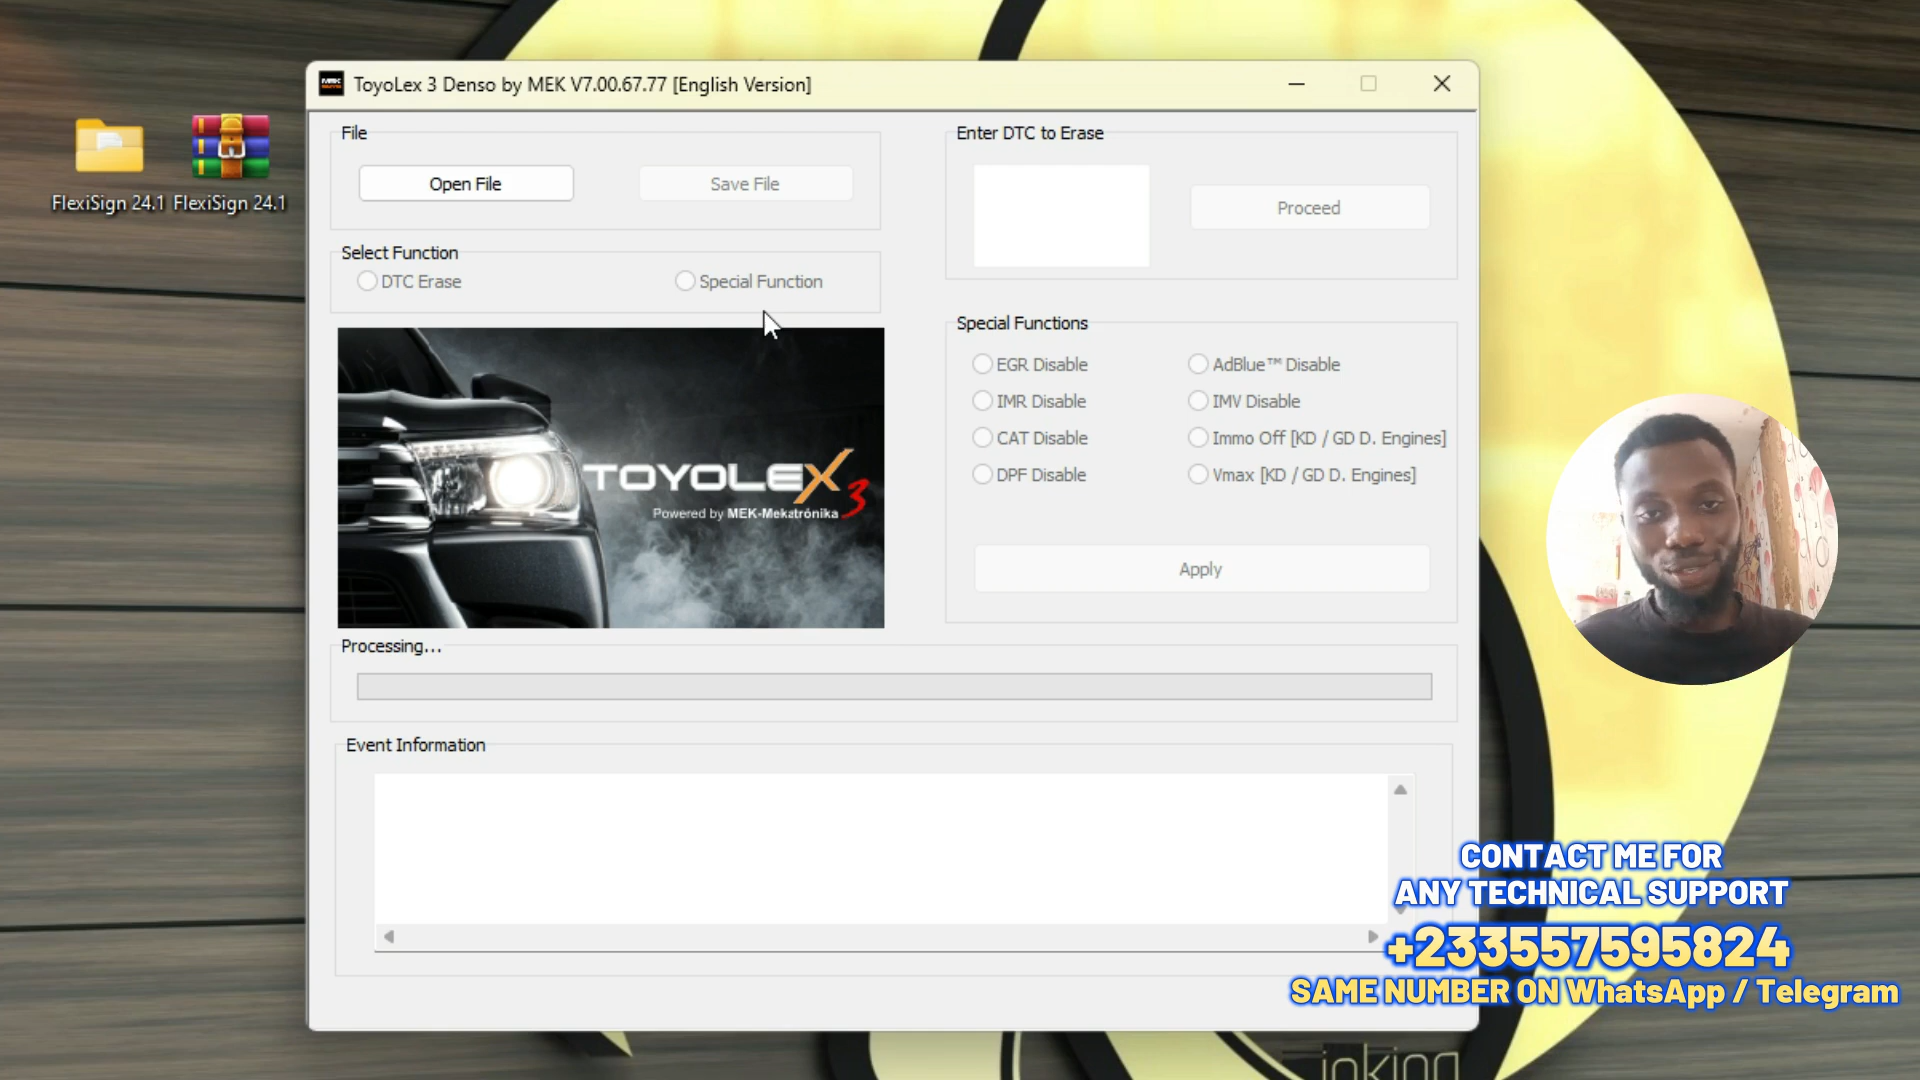 ToyoLex 3 Denso by MEK V7.00.67.77 [English Version]
FlexiSign 24.1
FlexiSign 24.1
File
Open File
Save File
Select Function
DTC Erase
Special Function
TOYOLEX3
Powered by MEK-Mekatrónika
Enter DTC to Erase
Proceed
Special Functions
EGR Disable
AdBlue™ Disable
IMR Disable
IMV Disable
CAT Disable
Immo Off [KD / GD D. Engines]
DPF Disable
Vmax [KD / GD D. Engines]
Apply
Processing...
Event Information
CONTACT ME FOR
ANY TECHNICAL SUPPORT
+233557595824
SAME NUMBER ON WhatsApp / Telegram